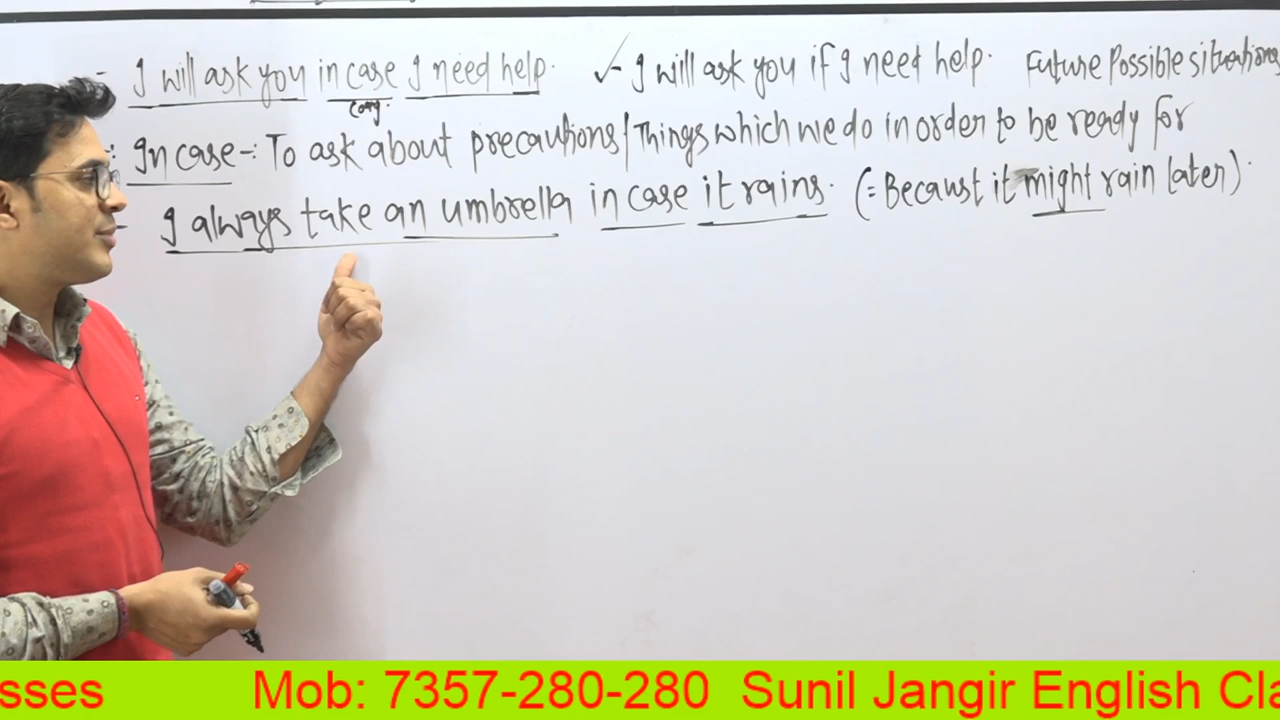 - I will ask you in case I need help. ✓- I will ask you if I need help. Future Possible situations
Conj.
-: In case -: To ask about precautions/Things which we do in order to be ready for
- I always take an umbrella in case it rains. (= Becaust it might rain later).
sses Mob: 7357-280-280 Sunil Jangir English Cla